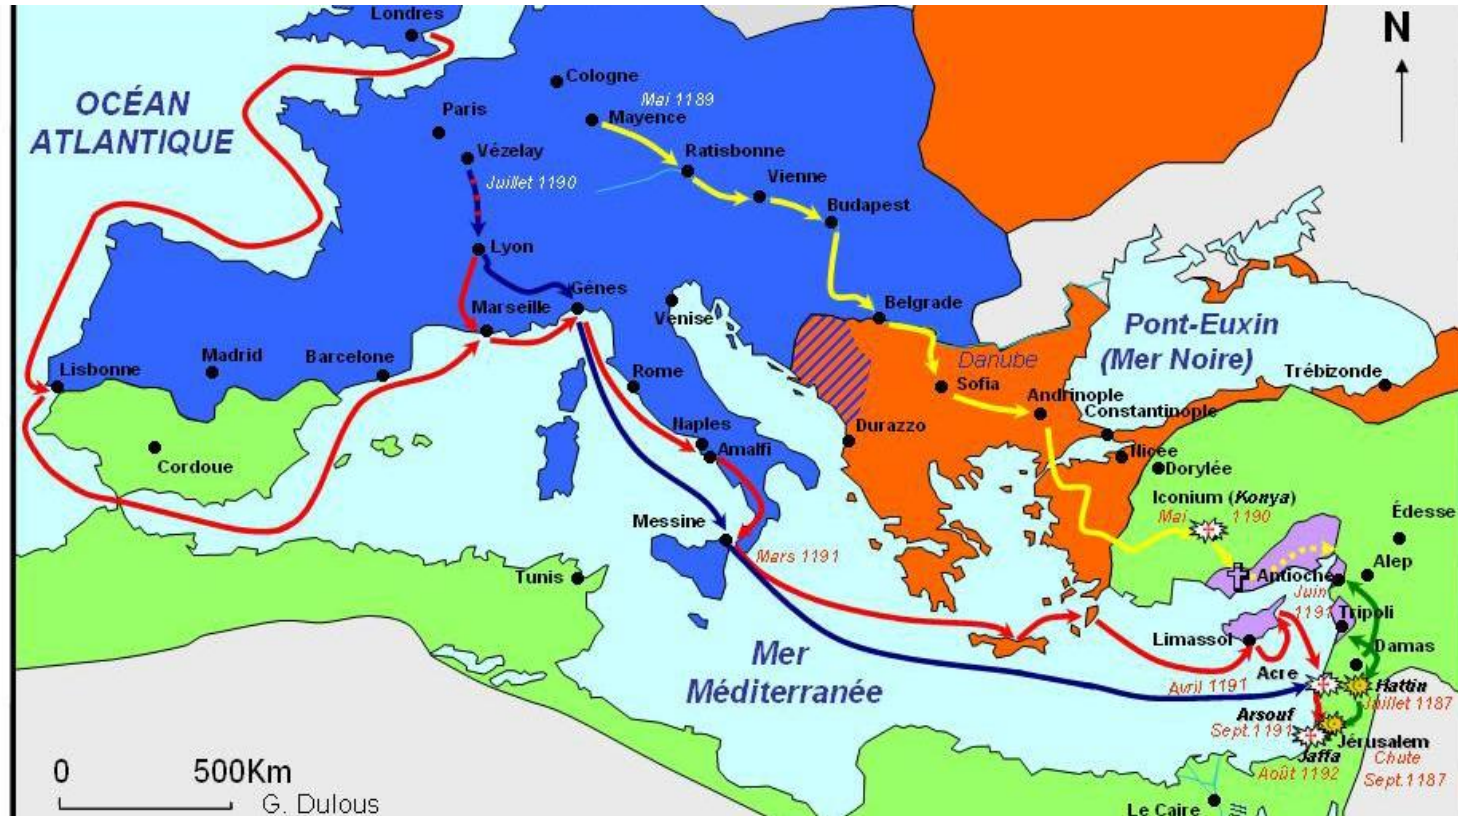 Londres
N
Cologne
OCÉAN
ATLANTIQUE
Mai 1189
Paris
Mayence
Vézelay
Ratisbonne
Juillet 1190
Vienne
Budapest
Lyon
Gênes
Marseille
Venise
Belgrade
Pont-Euxin
(Mer Noire)
Madrid
Barcelone
Lisbonne
Rome
Danube
Sofia
Trébizonde
Andrinople
Constantinople
Naples
Durazzo
Amalfi
Nicée
Cordoue
Dorylée
Iconium (Konya)
Mai 1190
Messine
Édesse
Mars 1191
Tunis
Antioche
Alep
Juin
1191
Tripoli
Limassol
Damas
Mer
Méditerranée
Acre
Avril 1191
Hattin
Juillet 1187
Arsouf
Sept.1191
Jérusalem
Jaffa
Chute
Août 1192
Sept.1187
0 500Km
G. Dulous
Le Caire